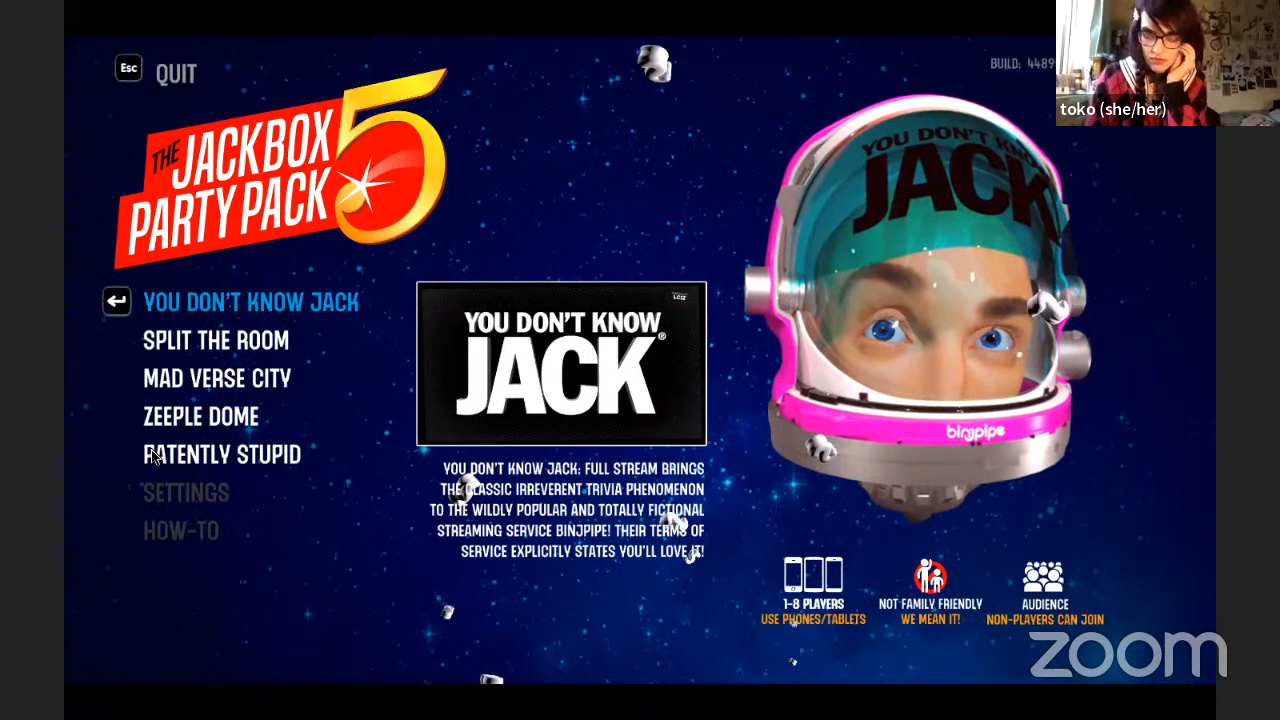 Esc QUIT
BUILD: 4489
toko (she/her)
THE JACKBOX
PARTY PACK 5
YOU DON'T KNOW
JACK
YOU DON'T KNOW JACK
SPLIT THE ROOM
MAD VERSE CITY
ZEEPLE DOME
PATENTLY STUPID
SETTINGS
HOW-TO
YOU DON'T KNOW
JACK®
YOU DON'T KNOW JACK: FULL STREAM BRINGS
THE CLASSIC IRREVERENT TRIVIA PHENOMENON
TO THE WILDLY POPULAR AND TOTALLY FICTIONAL
STREAMING SERVICE BINJPIPE! THEIR TERMS OF
SERVICE EXPLICITLY STATES YOU'LL LOVE IT!
binjpipe
1-8 PLAYERS
USE PHONES/TABLETS
NOT FAMILY FRIENDLY
WE MEAN IT!
AUDIENCE
NON-PLAYERS CAN JOIN
zoom